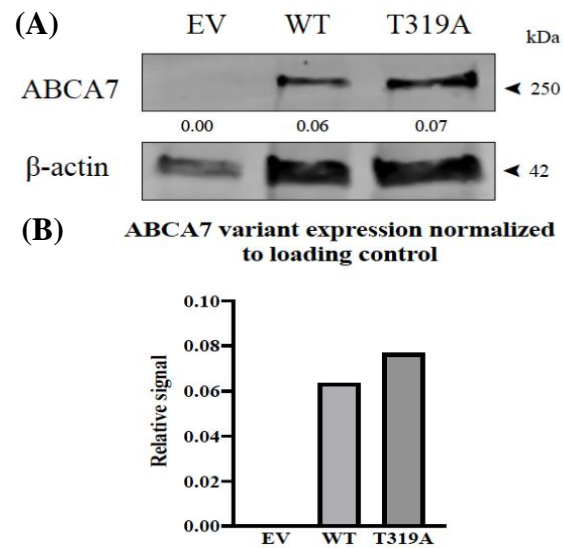 (A)
EV WT T319A
kDa
ABCA7
250
0.00 0.06 0.07
β-actin
42
(B)
ABCA7 variant expression normalized
to loading control
Relative signal
0.10
0.08
0.06
0.04
0.02
0.00
EV WT T319A